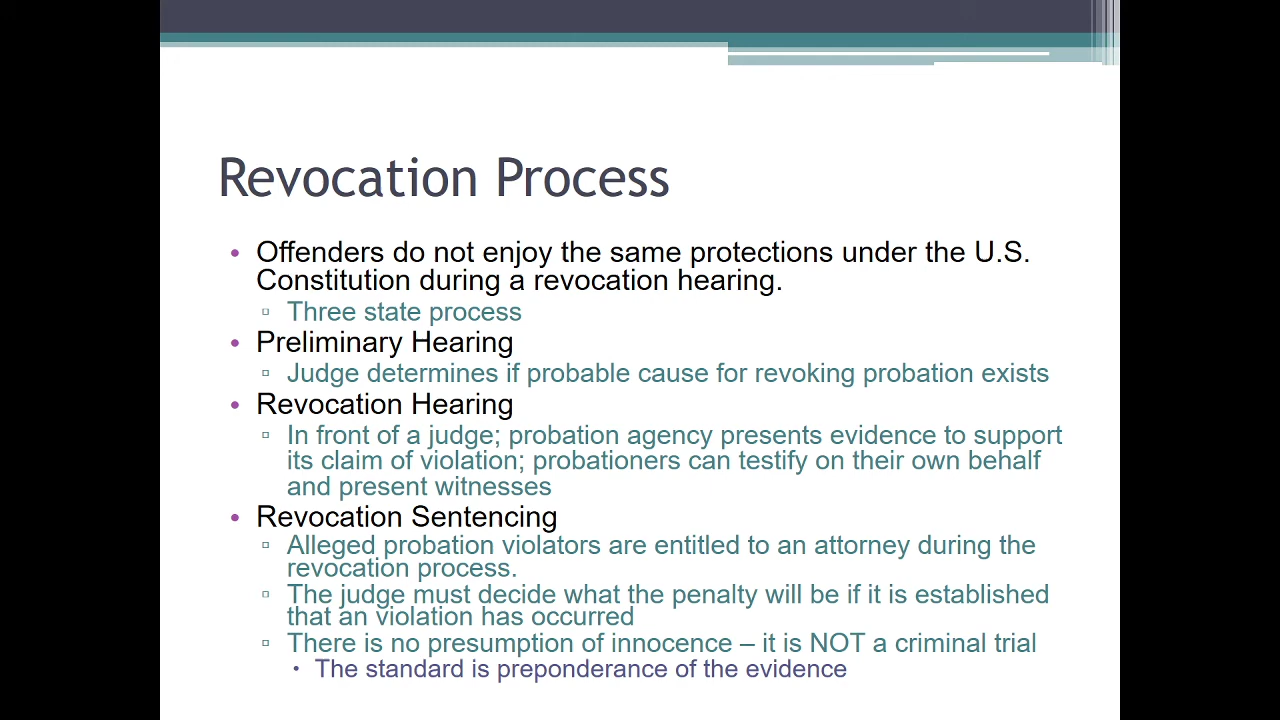 Revocation Process
• Offenders do not enjoy the same protections under the U.S.
Constitution during a revocation hearing.
▫ Three state process
• Preliminary Hearing
▫ Judge determines if probable cause for revoking probation exists
• Revocation Hearing
▫ In front of a judge; probation agency presents evidence to support
its claim of violation; probationers can testify on their own behalf
and present witnesses
• Revocation Sentencing
▫ Alleged probation violators are entitled to an attorney during the
revocation process.
▫ The judge must decide what the penalty will be if it is established
that an violation has occurred
▫ There is no presumption of innocence – it is NOT a criminal trial
• The standard is preponderance of the evidence